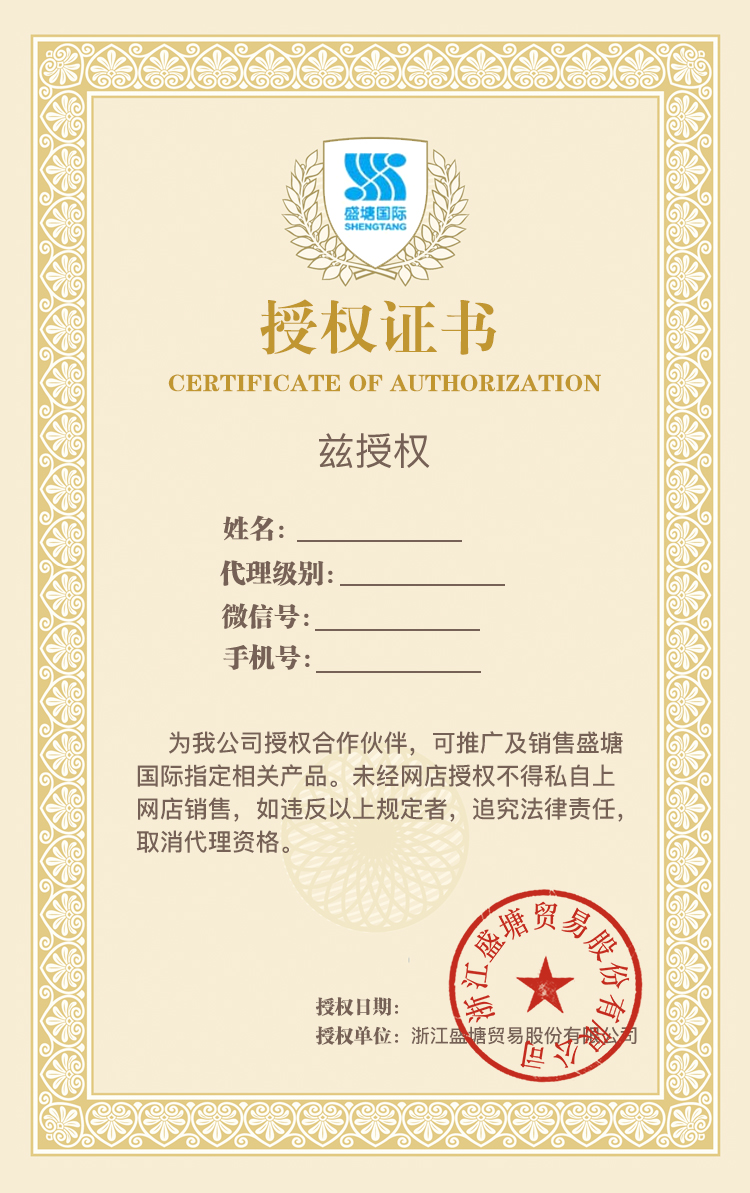 盛塘国际
SHENGTANG
授权证书
CERTIFICATE OF AUTHORIZATION
兹授权
姓名：
代理级别：
微信号：
手机号：
为我公司授权合作伙伴，可推广及销售盛塘
国际指定相关产品。未经网店授权不得私自上
网店销售，如违反以上规定者，追究法律责任，
取消代理资格。
浙江盛塘贸易股份有限公司
授权日期：
授权单位：浙江盛塘贸易股份有限公司